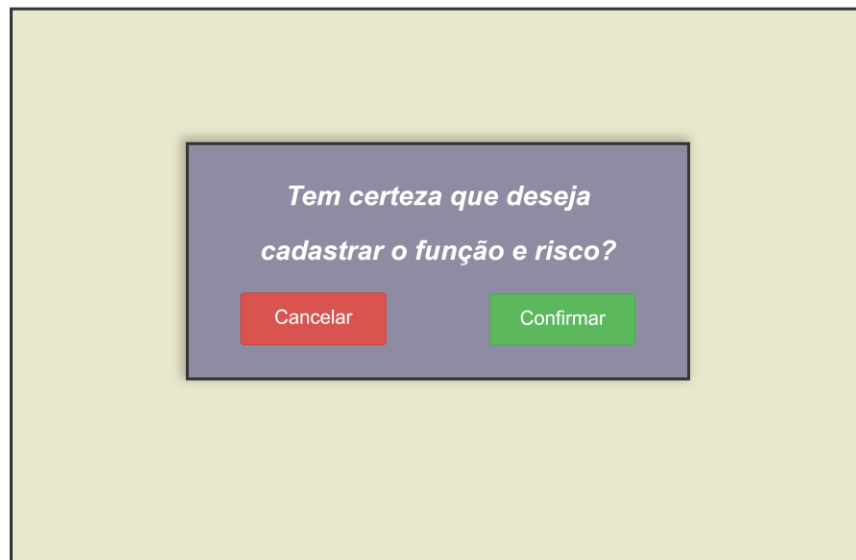 Tem certeza que deseja
cadastrar o função e risco?
Cancelar
Confirmar